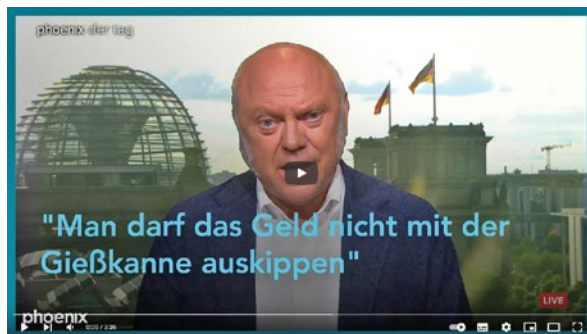 phoenix der tag
"Man darf das Geld nicht mit der
Gießkanne auskippen"
LIVE
phoenix